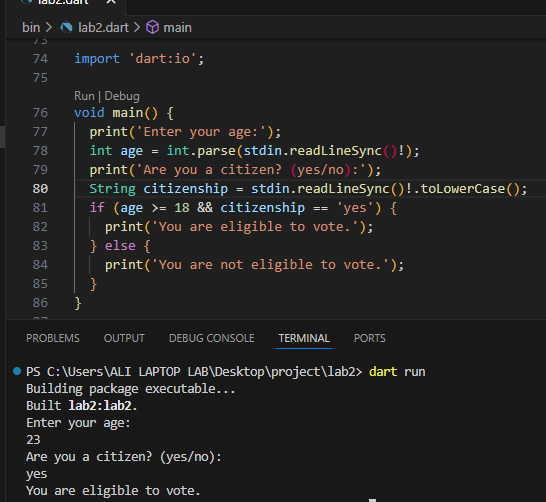 lab2.dart
bin > lab2.dart > main
73
74 import 'dart:io';
75
Run | Debug
76 void main() {
77 print('Enter your age:');
78 int age = int.parse(stdin.readLineSync()!);
79 print('Are you a citizen? (yes/no):');
80 String citizenship = stdin.readLineSync()!.toLowerCase();
81 if (age >= 18 && citizenship == 'yes') {
82 print('You are eligible to vote.');
83 } else {
84 print('You are not eligible to vote.');
85 }
86 }
87
PROBLEMS OUTPUT DEBUG CONSOLE TERMINAL PORTS
PS C:\Users\ALI LAPTOP LAB\Desktop\project\lab2> dart run
Building package executable...
Built lab2:lab2.
Enter your age:
23
Are you a citizen? (yes/no):
yes
You are eligible to vote.